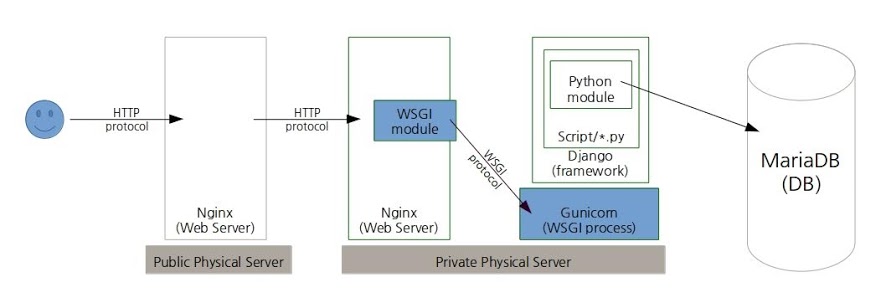 HTTP
protocol
Nginx
(Web Server)
Public Physical Server
HTTP
protocol
WSGI
module
Nginx
(Web Server)
WSGI
protocol
Python
module
Script/*.py
Django
(framework)
Gunicorn
(WSGI process)
Private Physical Server
MariaDB
(DB)